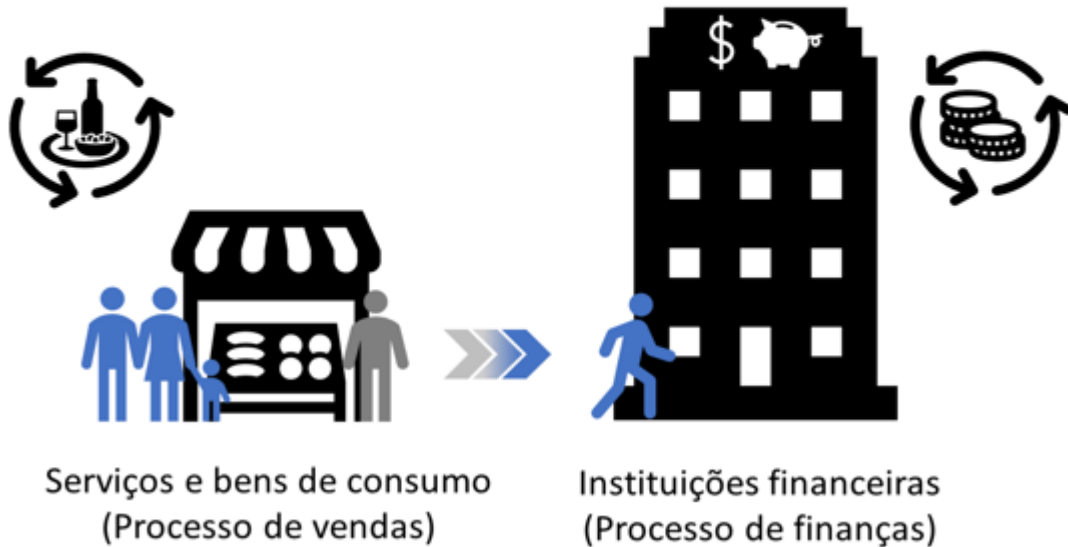 $
Serviços e bens de consumo
(Processo de vendas)
Instituições financeiras
(Processo de finanças)